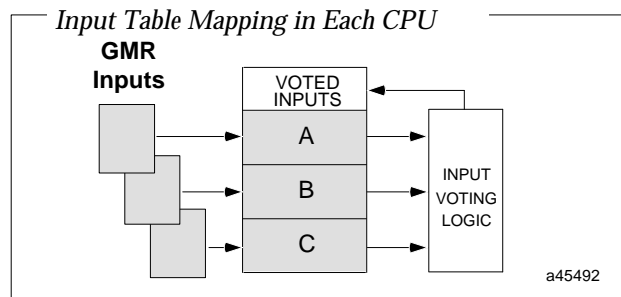 Input Table Mapping in Each CPU
GMR
Inputs
VOTED
INPUTS
A
B
C
INPUT
VOTING
LOGIC
a45492